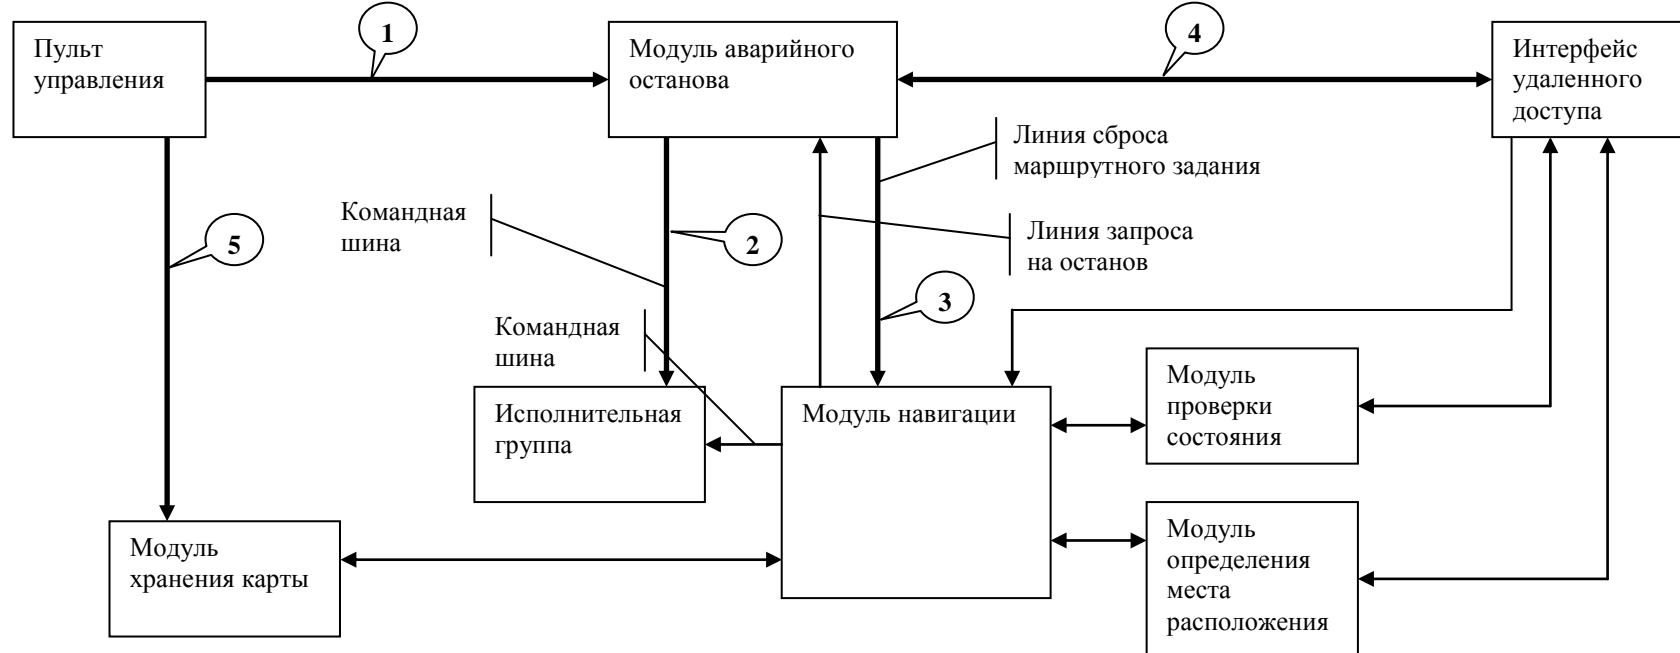 1
4
Пульт
управления
Модуль аварийного
останова
Интерфейс
удаленного
доступа
Линия сброса
маршрутного задания
Командная
шина
5
2
Линия запроса
на останов
3
Командная
шина
Модуль
проверки
состояния
Исполнительная
группа
Модуль навигации
Модуль
хранения карты
Модуль
определения
места
расположения